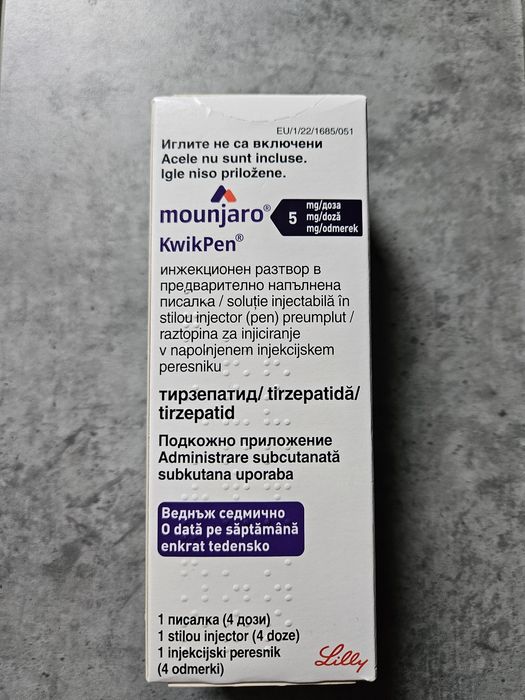 EU/1/22/1685/051
Иглите не са включени
Acele nu sunt incluse.
Igle niso priložene.
mounjaro®
KwikPen®
5
mg/доза
mg/doză
mg/odmerek
инжекционен разтвор в
предварително напълнена
писалка / soluție injectabilă în
stilou injector (pen) preumplut /
raztopina za injiciranje
v napolnjenem injekcijskem
peresniku
тирзепатид/ tirzepatidă/
tirzepatid
Подкожно приложение
Administrare subcutanată
subkutana uporaba
Веднъж седмично
O dată pe săptămână
enkrat tedensko
1 писалка (4 дози)
1 stilou injector (4 doze)
1 injekcijski peresnik
(4 odmerki)
Lilly